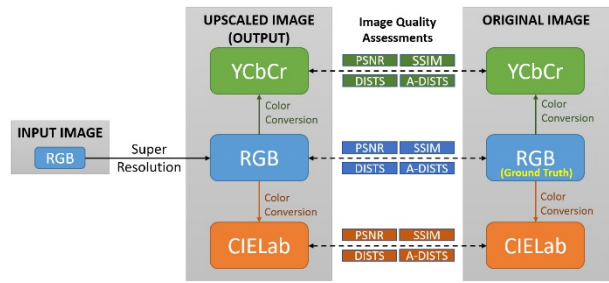 UPSCALED IMAGE
(OUTPUT)
Image Quality
Assessments
ORIGINAL IMAGE
YCbCr
PSNR SSIM
DISTS A-DISTS
YCbCr
Color
Conversion
Color
Conversion
INPUT IMAGE
RGB
Super
Resolution
RGB
PSNR SSIM
DISTS A-DISTS
RGB
(Ground Truth)
Color
Conversion
Color
Conversion
CIELab
PSNR SSIM
DISTS A-DISTS
CIELab